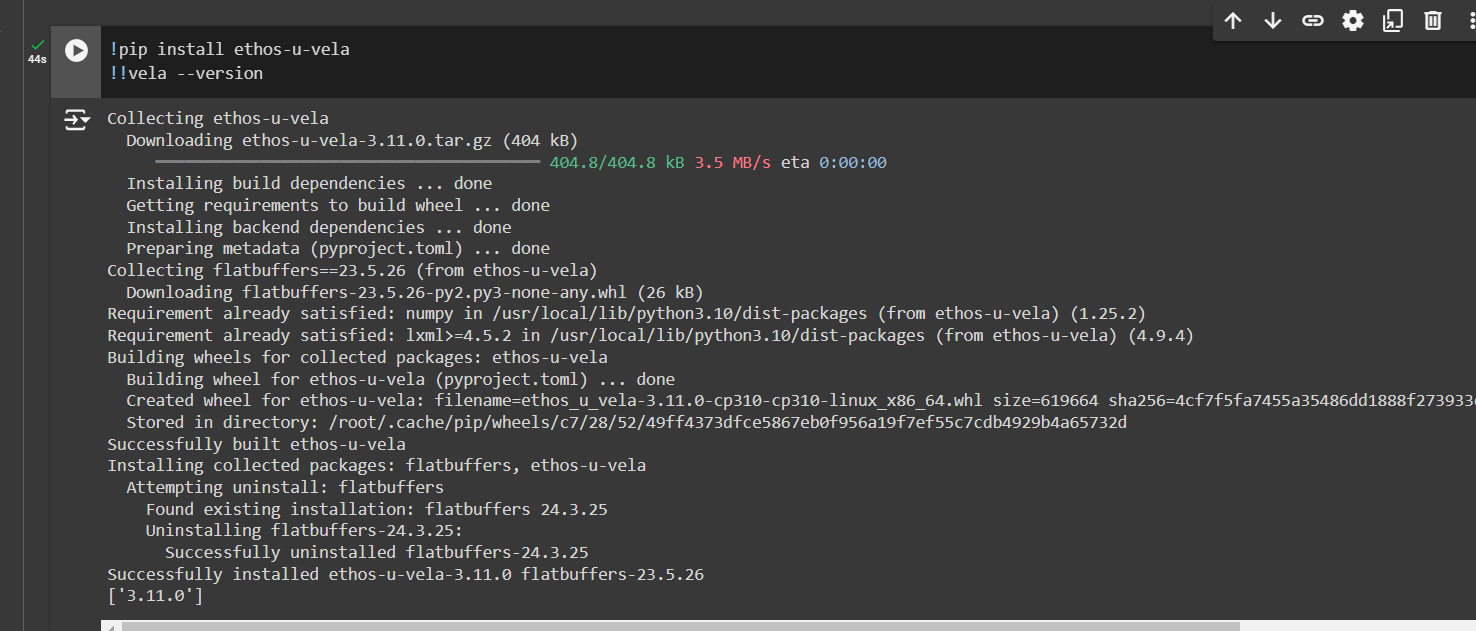 44s
!pip install ethos-u-vela
!!vela --version
Collecting ethos-u-vela
Downloading ethos-u-vela-3.11.0.tar.gz (404 kB)
404.8/404.8 kB 3.5 MB/s eta 0:00:00
Installing build dependencies ... done
Getting requirements to build wheel ... done
Installing backend dependencies ... done
Preparing metadata (pyproject.toml) ... done
Collecting flatbuffers==23.5.26 (from ethos-u-vela)
Downloading flatbuffers-23.5.26-py2.py3-none-any.whl (26 kB)
Requirement already satisfied: numpy in /usr/local/lib/python3.10/dist-packages (from ethos-u-vela) (1.25.2)
Requirement already satisfied: lxml>=4.5.2 in /usr/local/lib/python3.10/dist-packages (from ethos-u-vela) (4.9.4)
Building wheels for collected packages: ethos-u-vela
Building wheel for ethos-u-vela (pyproject.toml) ... done
Created wheel for ethos-u-vela: filename=ethos_u_vela-3.11.0-cp310-cp310-linux_x86_64.whl size=619664 sha256=4cf7f5fa7455a35486dd1888f273933
Stored in directory: /root/.cache/pip/wheels/c7/28/52/49ff4373dfce5867eb0f956a19f7ef55c7cdb4929b4a65732d
Successfully built ethos-u-vela
Installing collected packages: flatbuffers, ethos-u-vela
Attempting uninstall: flatbuffers
Found existing installation: flatbuffers 24.3.25
Uninstalling flatbuffers-24.3.25:
Successfully uninstalled flatbuffers-24.3.25
Successfully installed ethos-u-vela-3.11.0 flatbuffers-23.5.26
['3.11.0']